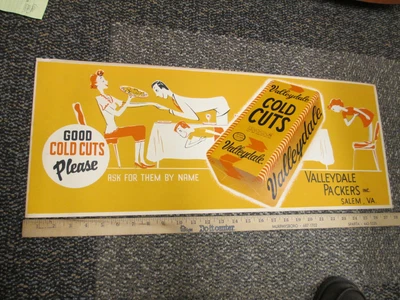 GOOD
COLD CUTS
Please
ASK FOR THEM BY NAME
Valleydale
COLD
CUTS
Valleydale
Valleydale
VALLEYDALE
PACKERS INC.
SALEM, VA.